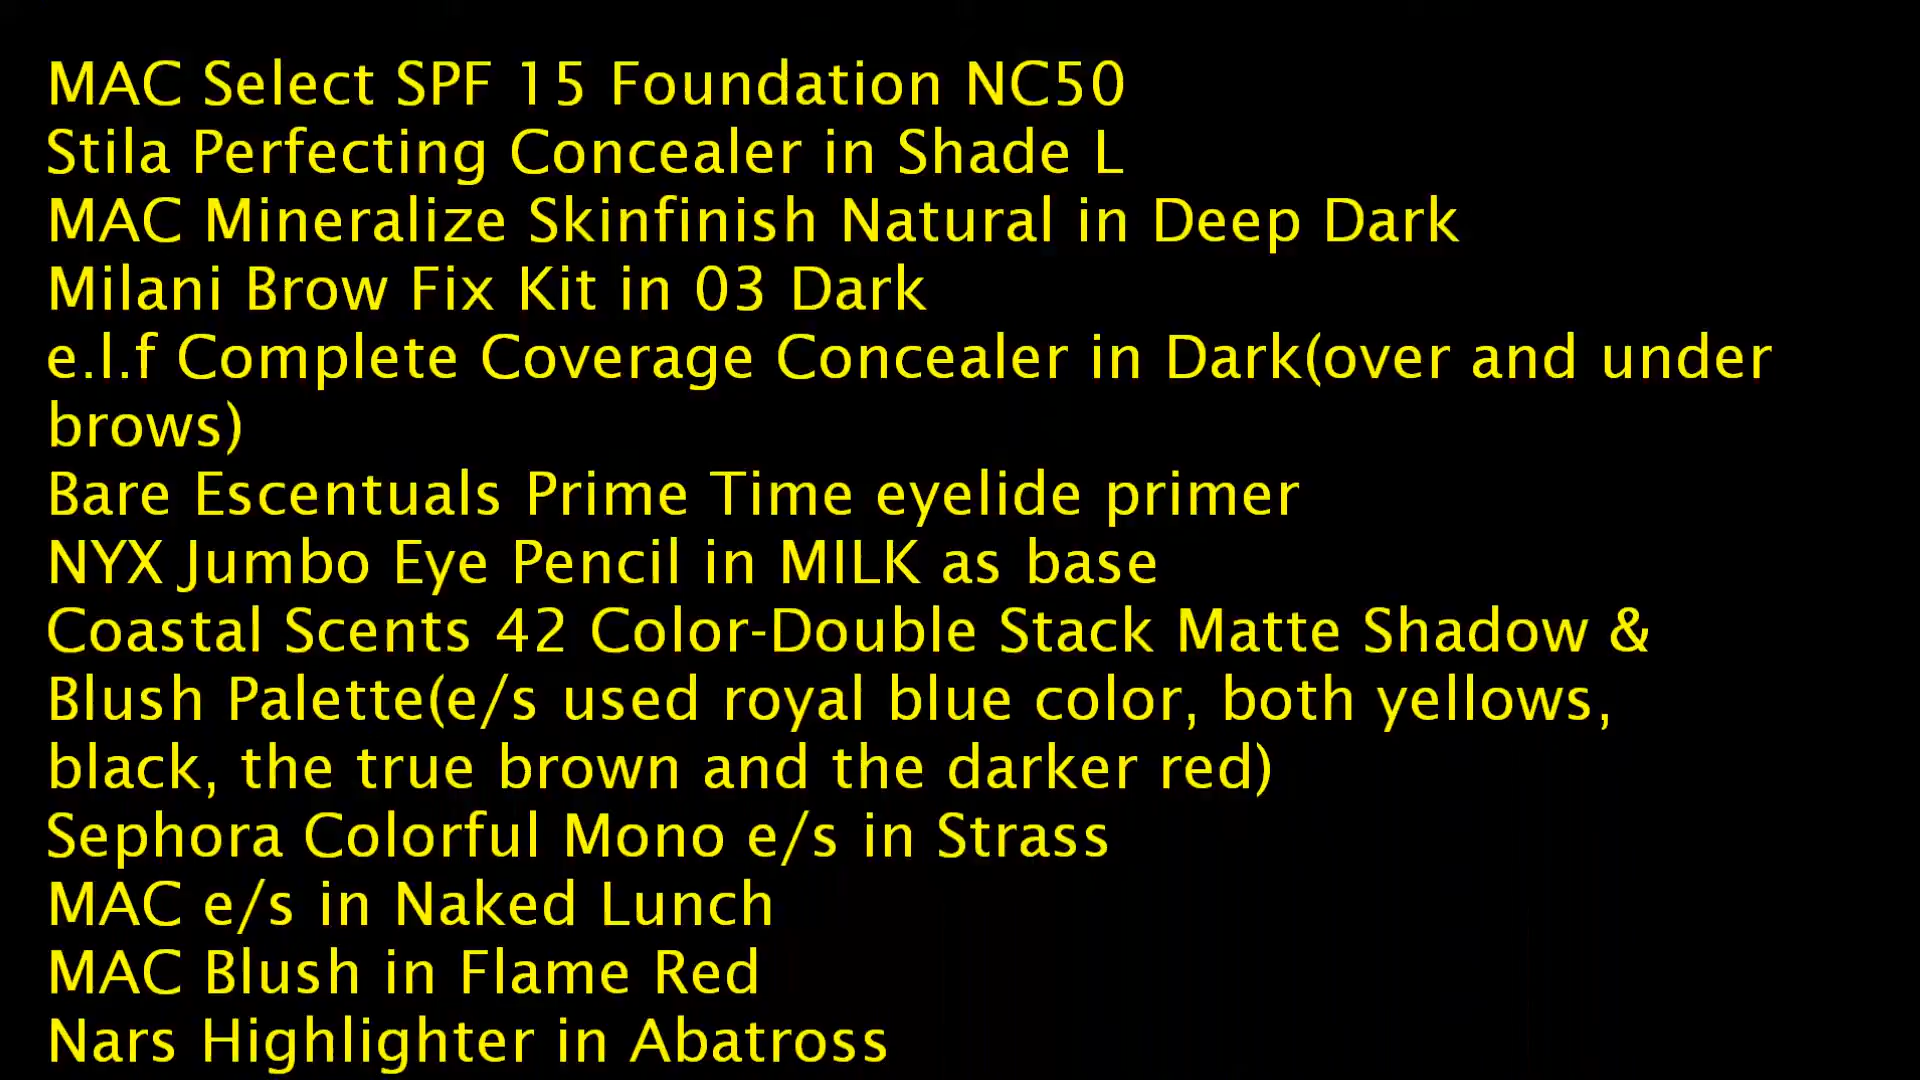 MAC Select SPF 15 Foundation NC50
Stila Perfecting Concealer in Shade L
MAC Mineralize Skinfinish Natural in Deep Dark
Milani Brow Fix Kit in 03 Dark
e.l.f Complete Coverage Concealer in Dark(over and under
brows)
Bare Escentuals Prime Time eyelide primer
NYX Jumbo Eye Pencil in MILK as base
Coastal Scents 42 Color-Double Stack Matte Shadow &
Blush Palette(e/s used royal blue color, both yellows,
black, the true brown and the darker red)
Sephora Colorful Mono e/s in Strass
MAC e/s in Naked Lunch
MAC Blush in Flame Red
Nars Highlighter in Abatross